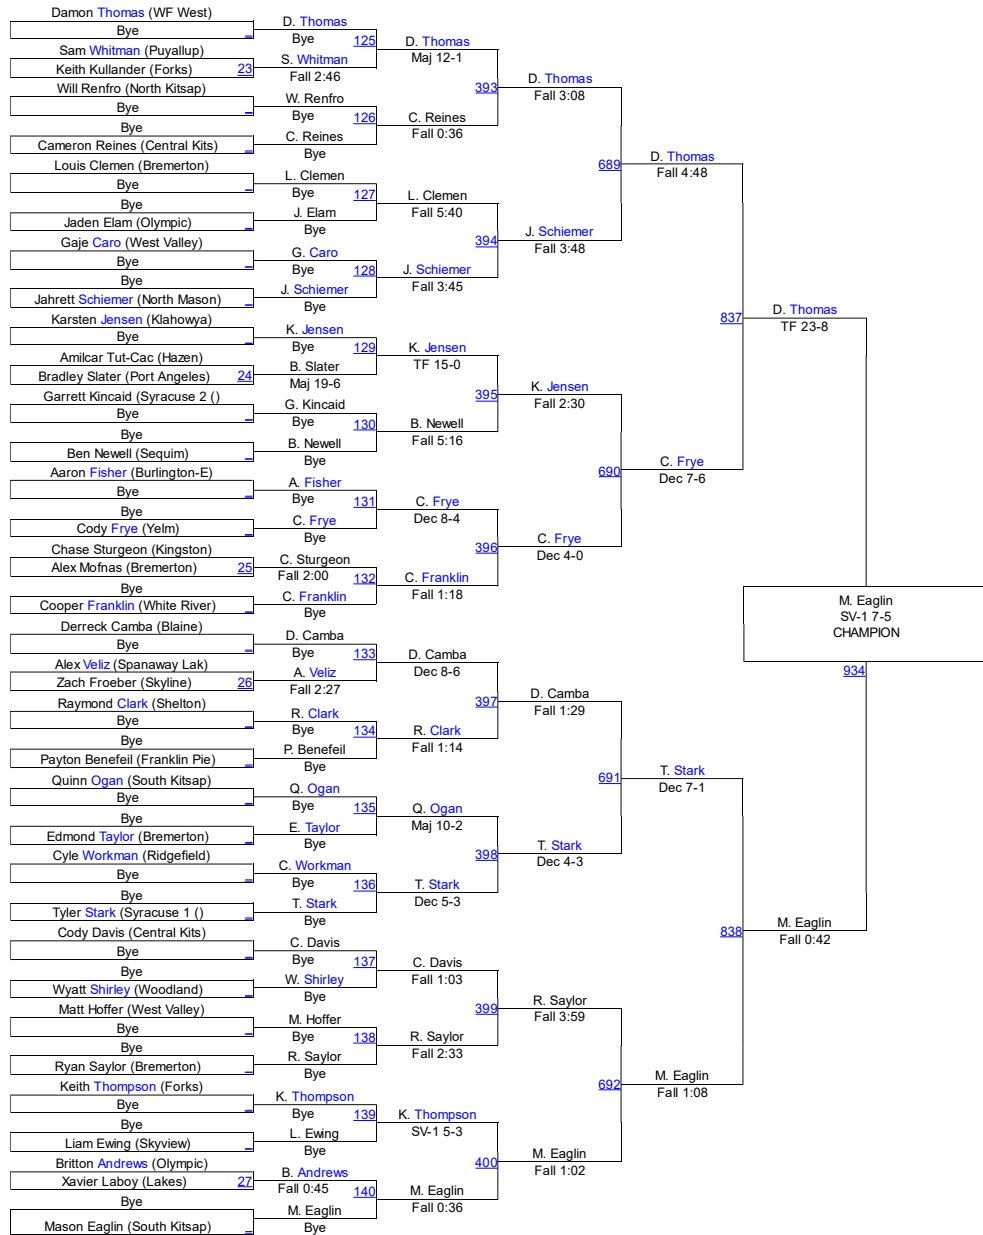 Damon Thomas (WF West)
Bye
Sam Whitman (Puyallup)
Keith Kullander (Forks) 23
Will Renfro (North Kitsap)
Bye
Bye
Cameron Reines (Central Kits)
Louis Clemen (Bremerton)
Bye
Bye
Jaden Elam (Olympic)
Gaje Caro (West Valley)
Bye
Bye
Jahrett Schiemer (North Mason)
Karsten Jensen (Klahowya)
Bye
Amilcar Tut-Cac (Hazen)
Bradley Slater (Port Angeles) 24
Garrett Kincaid (Syracuse 2 ()
Bye
Bye
Ben Newell (Sequim)
Aaron Fisher (Burlington-E)
Bye
Bye
Cody Frye (Yelm)
Chase Sturgeon (Kingston)
Alex Mofnas (Bremerton) 25
Bye
Cooper Franklin (White River)
Derreck Camba (Blaine)
Bye
Alex Veliz (Spanaway Lak)
Zach Froeber (Skyline) 26
Raymond Clark (Shelton)
Bye
Bye
Payton Benefeil (Franklin Pie)
Quinn Ogan (South Kitsap)
Bye
Bye
Edmond Taylor (Bremerton)
Cyle Workman (Ridgefield)
Bye
Bye
Tyler Stark (Syracuse 1 ()
Cody Davis (Central Kits)
Bye
Bye
Wyatt Shirley (Woodland)
Matt Hoffer (West Valley)
Bye
Bye
Ryan Saylor (Bremerton)
Keith Thompson (Forks)
Bye
Bye
Liam Ewing (Skyview)
Britton Andrews (Olympic)
Xavier Laboy (Lakes) 27
Bye
Mason Eaglin (South Kitsap)
D. Thomas
Bye 125
S. Whitman
Fall 2:46
W. Renfro
Bye 126
C. Reines
Bye
L. Clemen
Bye 127
J. Elam
Bye
G. Caro
Bye 128
J. Schiemer
Bye
K. Jensen
Bye 129
B. Slater
Maj 19-6
G. Kincaid
Bye 130
B. Newell
Bye
A. Fisher
Bye 131
C. Frye
Bye
C. Sturgeon
Fall 2:00 132
C. Franklin
Bye
D. Camba
Bye 133
A. Veliz
Fall 2:27
R. Clark
Bye 134
P. Benefeil
Bye
Q. Ogan
Bye 135
E. Taylor
Bye
C. Workman
Bye 136
T. Stark
Bye
C. Davis
Bye 137
W. Shirley
Bye
M. Hoffer
Bye 138
R. Saylor
Bye
K. Thompson
Bye 139
L. Ewing
Bye
B. Andrews
Fall 0:45 140
M. Eaglin
Bye
D. Thomas
Maj 12-1
393
C. Reines
Fall 0:36
L. Clemen
Fall 5:40
394
J. Schiemer
Fall 3:45
K. Jensen
TF 15-0
395
B. Newell
Fall 5:16
C. Frye
Dec 8-4
396
C. Franklin
Fall 1:18
D. Camba
Dec 8-6
397
R. Clark
Fall 1:14
Q. Ogan
Maj 10-2
398
T. Stark
Dec 5-3
C. Davis
Fall 1:03
399
R. Saylor
Fall 2:33
K. Thompson
SV-1 5-3
400
M. Eaglin
Fall 0:36
D. Thomas
Fall 3:08
689
J. Schiemer
Fall 3:48
K. Jensen
Fall 2:30
690
C. Frye
Dec 4-0
D. Camba
Fall 1:29
691
T. Stark
Dec 4-3
R. Saylor
Fall 3:59
692
M. Eaglin
Fall 1:02
D. Thomas
Fall 4:48
837
C. Frye
Dec 7-6
T. Stark
Dec 7-1
838
M. Eaglin
Fall 1:08
D. Thomas
TF 23-8
M. Eaglin
SV-1 7-5
CHAMPION
934
M. Eaglin
Fall 0:42